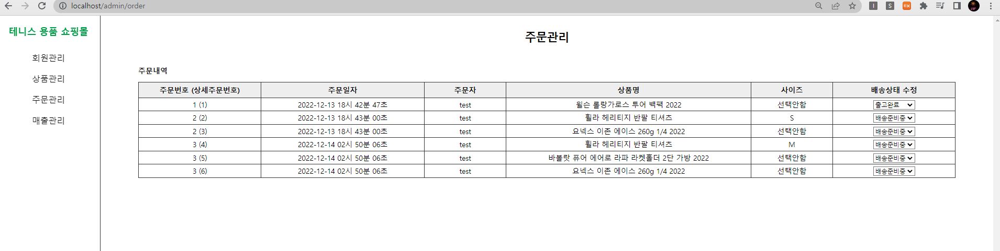 localhost/admin/order
I S EX
테니스 용품 쇼핑몰
회원관리
상품관리
주문관리
매출관리
주문관리
주문내역
주문번호 (상세주문번호) 주문일자 주문자 상품명 사이즈 배송상태 수정
1 (1) 2022-12-13 18시 42분 47초 test 윌슨 롤랑가로스 투어 백팩 2022 선택안함 출고완료
2 (2) 2022-12-13 18시 43분 00초 test 휠라 헤리티지 반팔 티셔츠 S 배송준비중
2 (3) 2022-12-13 18시 43분 00초 test 요넥스 이존 에이스 260g 1/4 2022 선택안함 배송준비중
3 (4) 2022-12-14 02시 50분 06초 test 휠라 헤리티지 반팔 티셔츠 M 배송준비중
3 (5) 2022-12-14 02시 50분 06초 test 바볼랏 퓨어 에어로 라파 라켓홀더 2단 가방 2022 선택안함 배송준비중
3 (6) 2022-12-14 02시 50분 06초 test 요넥스 이존 에이스 260g 1/4 2022 선택안함 배송준비중